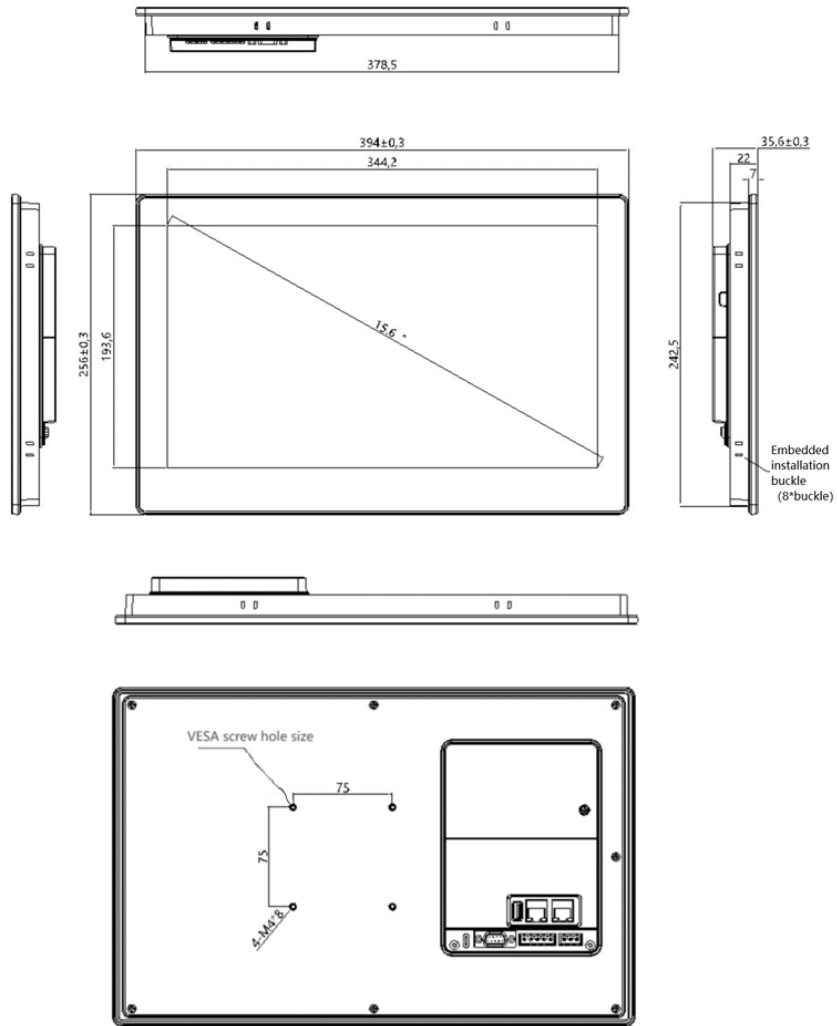 378,5
394±0,3
344,2
35,6±0,3
22
7
256±0,3
193,6
15,6 "
242,5
Embedded
installation
buckle
(8*buckle)
VESA screw hole size
75
75
4-M4*8